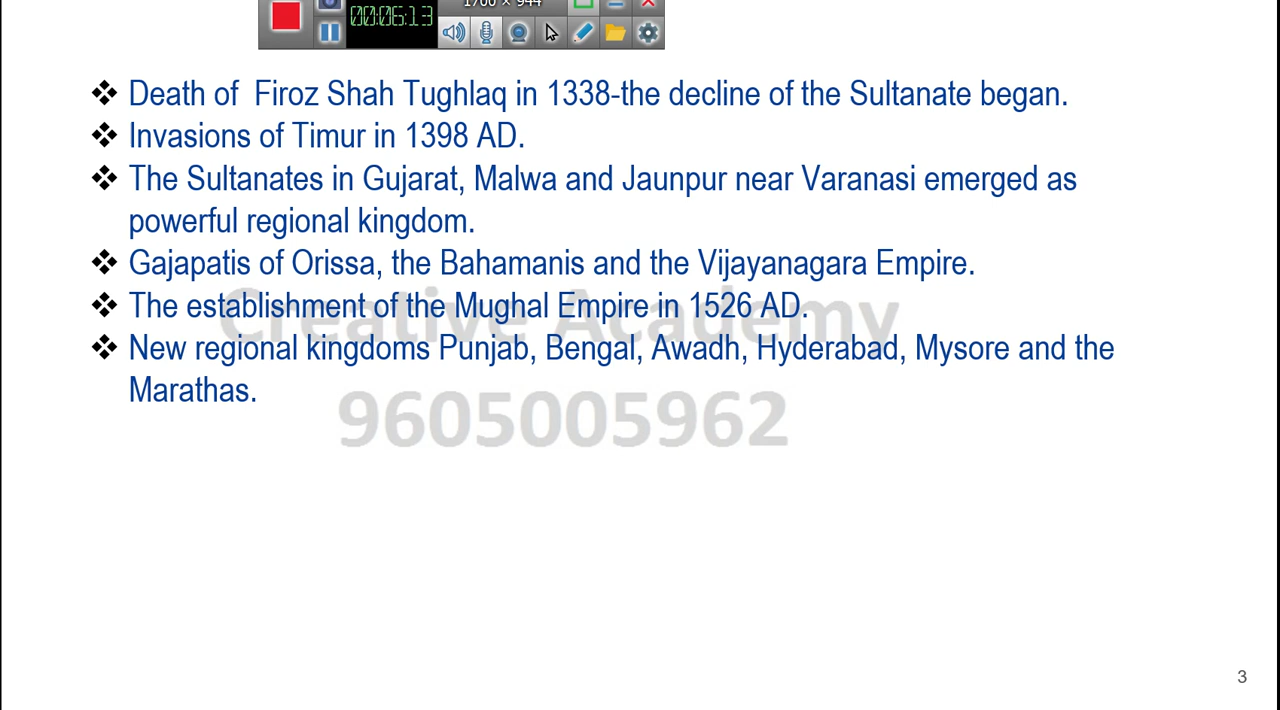 00:06:13
Death of Firoz Shah Tughlaq in 1338-the decline of the Sultanate began.
Invasions of Timur in 1398 AD.
The Sultanates in Gujarat, Malwa and Jaunpur near Varanasi emerged as
powerful regional kingdom.
Gajapatis of Orissa, the Bahamanis and the Vijayanagara Empire.
The establishment of the Mughal Empire in 1526 AD.
Creative Academy
New regional kingdoms Punjab, Bengal, Awadh, Hyderabad, Mysore and the
Marathas.
9605005962
3